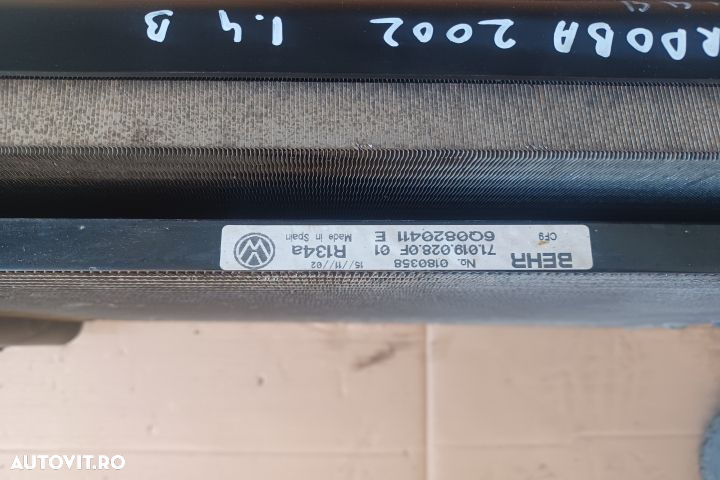 RDOBA 2002 1.4 B
BEHR
CF9
71.019.028.0F 01
6Q0820411 E
No. 0180358
15/11/02
R134a
Made in Spain
AUTOVIT.RO